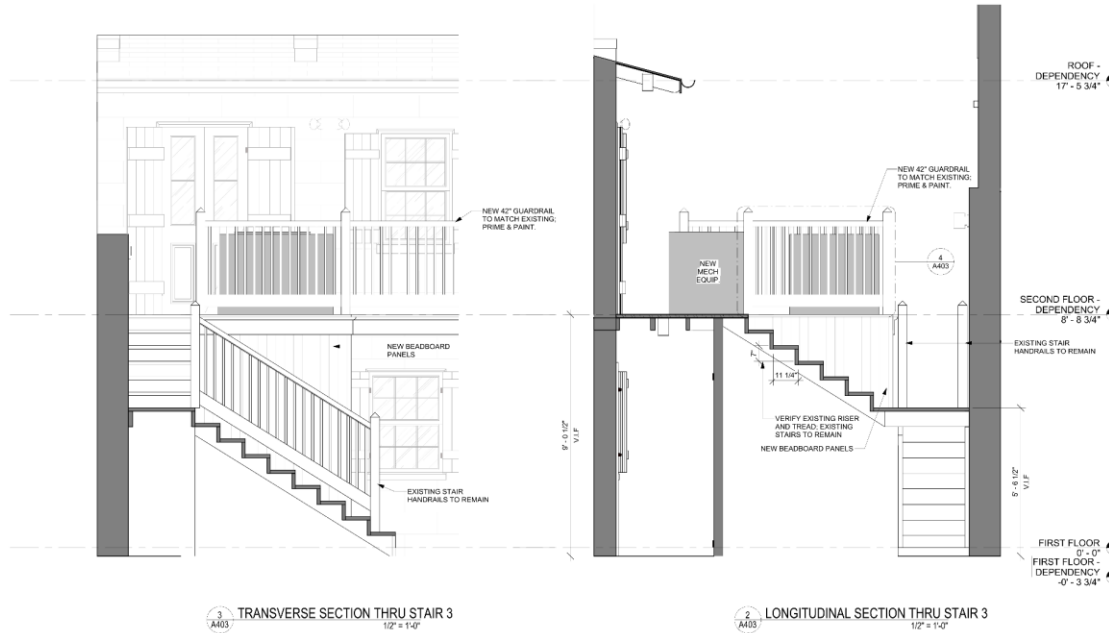 NEW 42" GUARDRAIL
TO MATCH EXISTING;
PRIME & PAINT.
NEW BEADBOARD
PANELS
EXISTING STAIR
HANDRAILS TO REMAIN
9' - 0 1/2"
V.I.F
3
A403
TRANSVERSE SECTION THRU STAIR 3
1/2" = 1'-0"
ROOF -
DEPENDENCY
17' - 5 3/4"
NEW 42" GUARDRAIL
TO MATCH EXISTING;
PRIME & PAINT.
NEW
MECH
EQUIP.
4
A403
SECOND FLOOR -
DEPENDENCY
8' - 8 3/4"
EXISTING STAIR
HANDRAILS TO REMAIN
7"
11 1/4"
VERIFY EXISTING RISER
AND TREAD; EXISTING
STAIRS TO REMAIN
NEW BEADBOARD PANELS
5' - 6 1/2"
V.I.F
FIRST FLOOR
0' - 0"
FIRST FLOOR -
DEPENDENCY
-0' - 3 3/4"
2
A403
LONGITUDINAL SECTION THRU STAIR 3
1/2" = 1'-0"